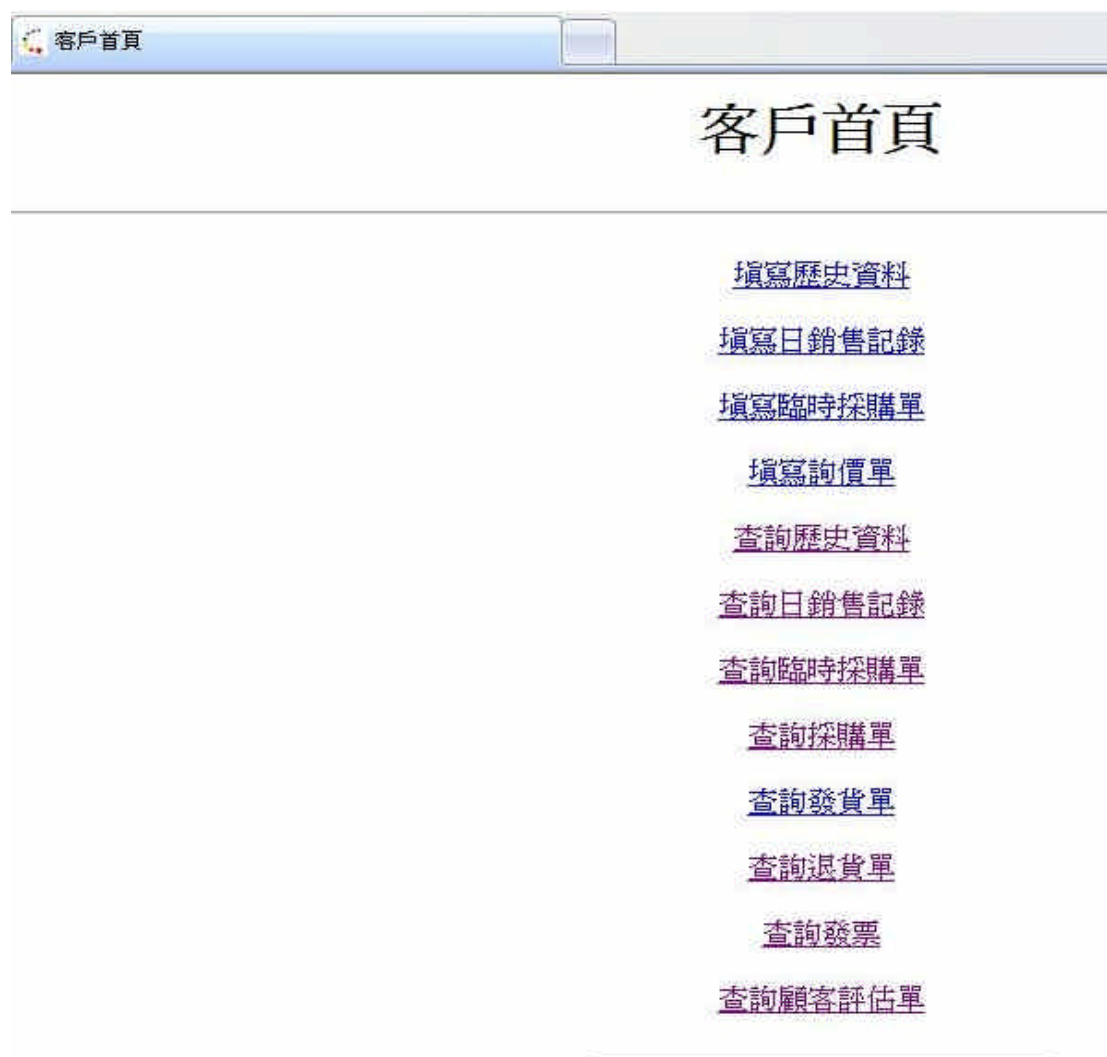 客戶首頁
客戶首頁
填寫歷史資料
填寫日銷售記錄
填寫臨時採購單
填寫詢價單
查詢歷史資料
查詢日銷售記錄
查詢臨時採購單
查詢採購單
查詢發貨單
查詢退貨單
查詢發票
查詢顧客評估單